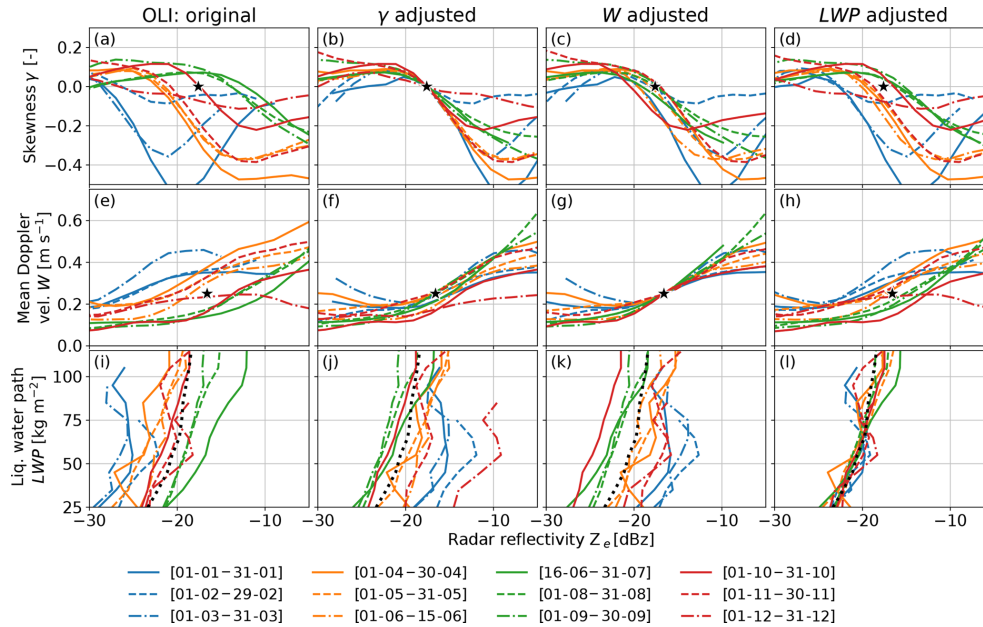 OLI: original γ adjusted W adjusted LWP adjusted
(a) (b) (c) (d)
0.2
0.0
−0.2
−0.4
Skewness γ [-]
(e) (f) (g) (h)
0.6
0.4
0.2
0.0
Mean Doppler
vel. W [m s⁻¹]
(i) (j) (k) (l)
100
75
50
25
Liq. water path
LWP [kg m⁻²]
−30 −20 −10 −30 −20 −10 −30 −20 −10 −30 −20 −10
Radar reflectivity Zₑ [dBz]
[01-01−31-01] [01-04−30-04] [16-06−31-07] [01-10−31-10]
[01-02−29-02] [01-05−31-05] [01-08−31-08] [01-11−30-11]
[01-03−31-03] [01-06−15-06] [01-09−30-09] [01-12−31-12]